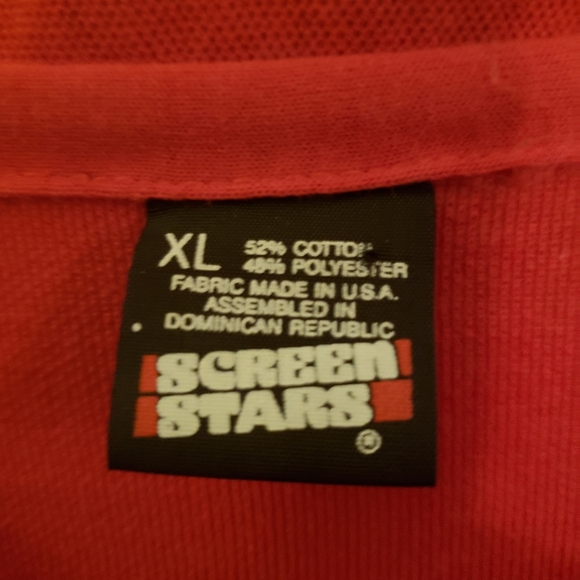 XL
52% COTTON
48% POLYESTER
FABRIC MADE IN U.S.A.
ASSEMBLED IN
DOMINICAN REPUBLIC
SCREEN
STARS
®